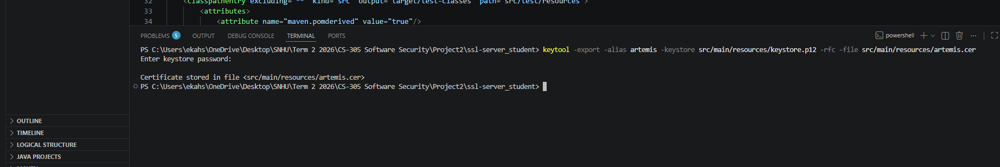 32 <classpathentry excluding="**" kind="src" output="target/test-classes" path="src/test/resources">
33 <attributes>
34 <attribute name="maven.pomderived" value="true"/>
PROBLEMS 5 OUTPUT DEBUG CONSOLE TERMINAL PORTS powershell
PS C:\Users\ekahs\OneDrive\Desktop\SNHU\Term 2 2026\CS-305 Software Security\Project2\ssl-server_student> keytool -export -alias artemis -keystore src/main/resources/keystore.p12 -rfc -file src/main/resources/artemis.cer
Enter keystore password:
Certificate stored in file <src/main/resources/artemis.cer>
PS C:\Users\ekahs\OneDrive\Desktop\SNHU\Term 2 2026\CS-305 Software Security\Project2\ssl-server_student>
OUTLINE
TIMELINE
LOGICAL STRUCTURE
JAVA PROJECTS
MAVEN